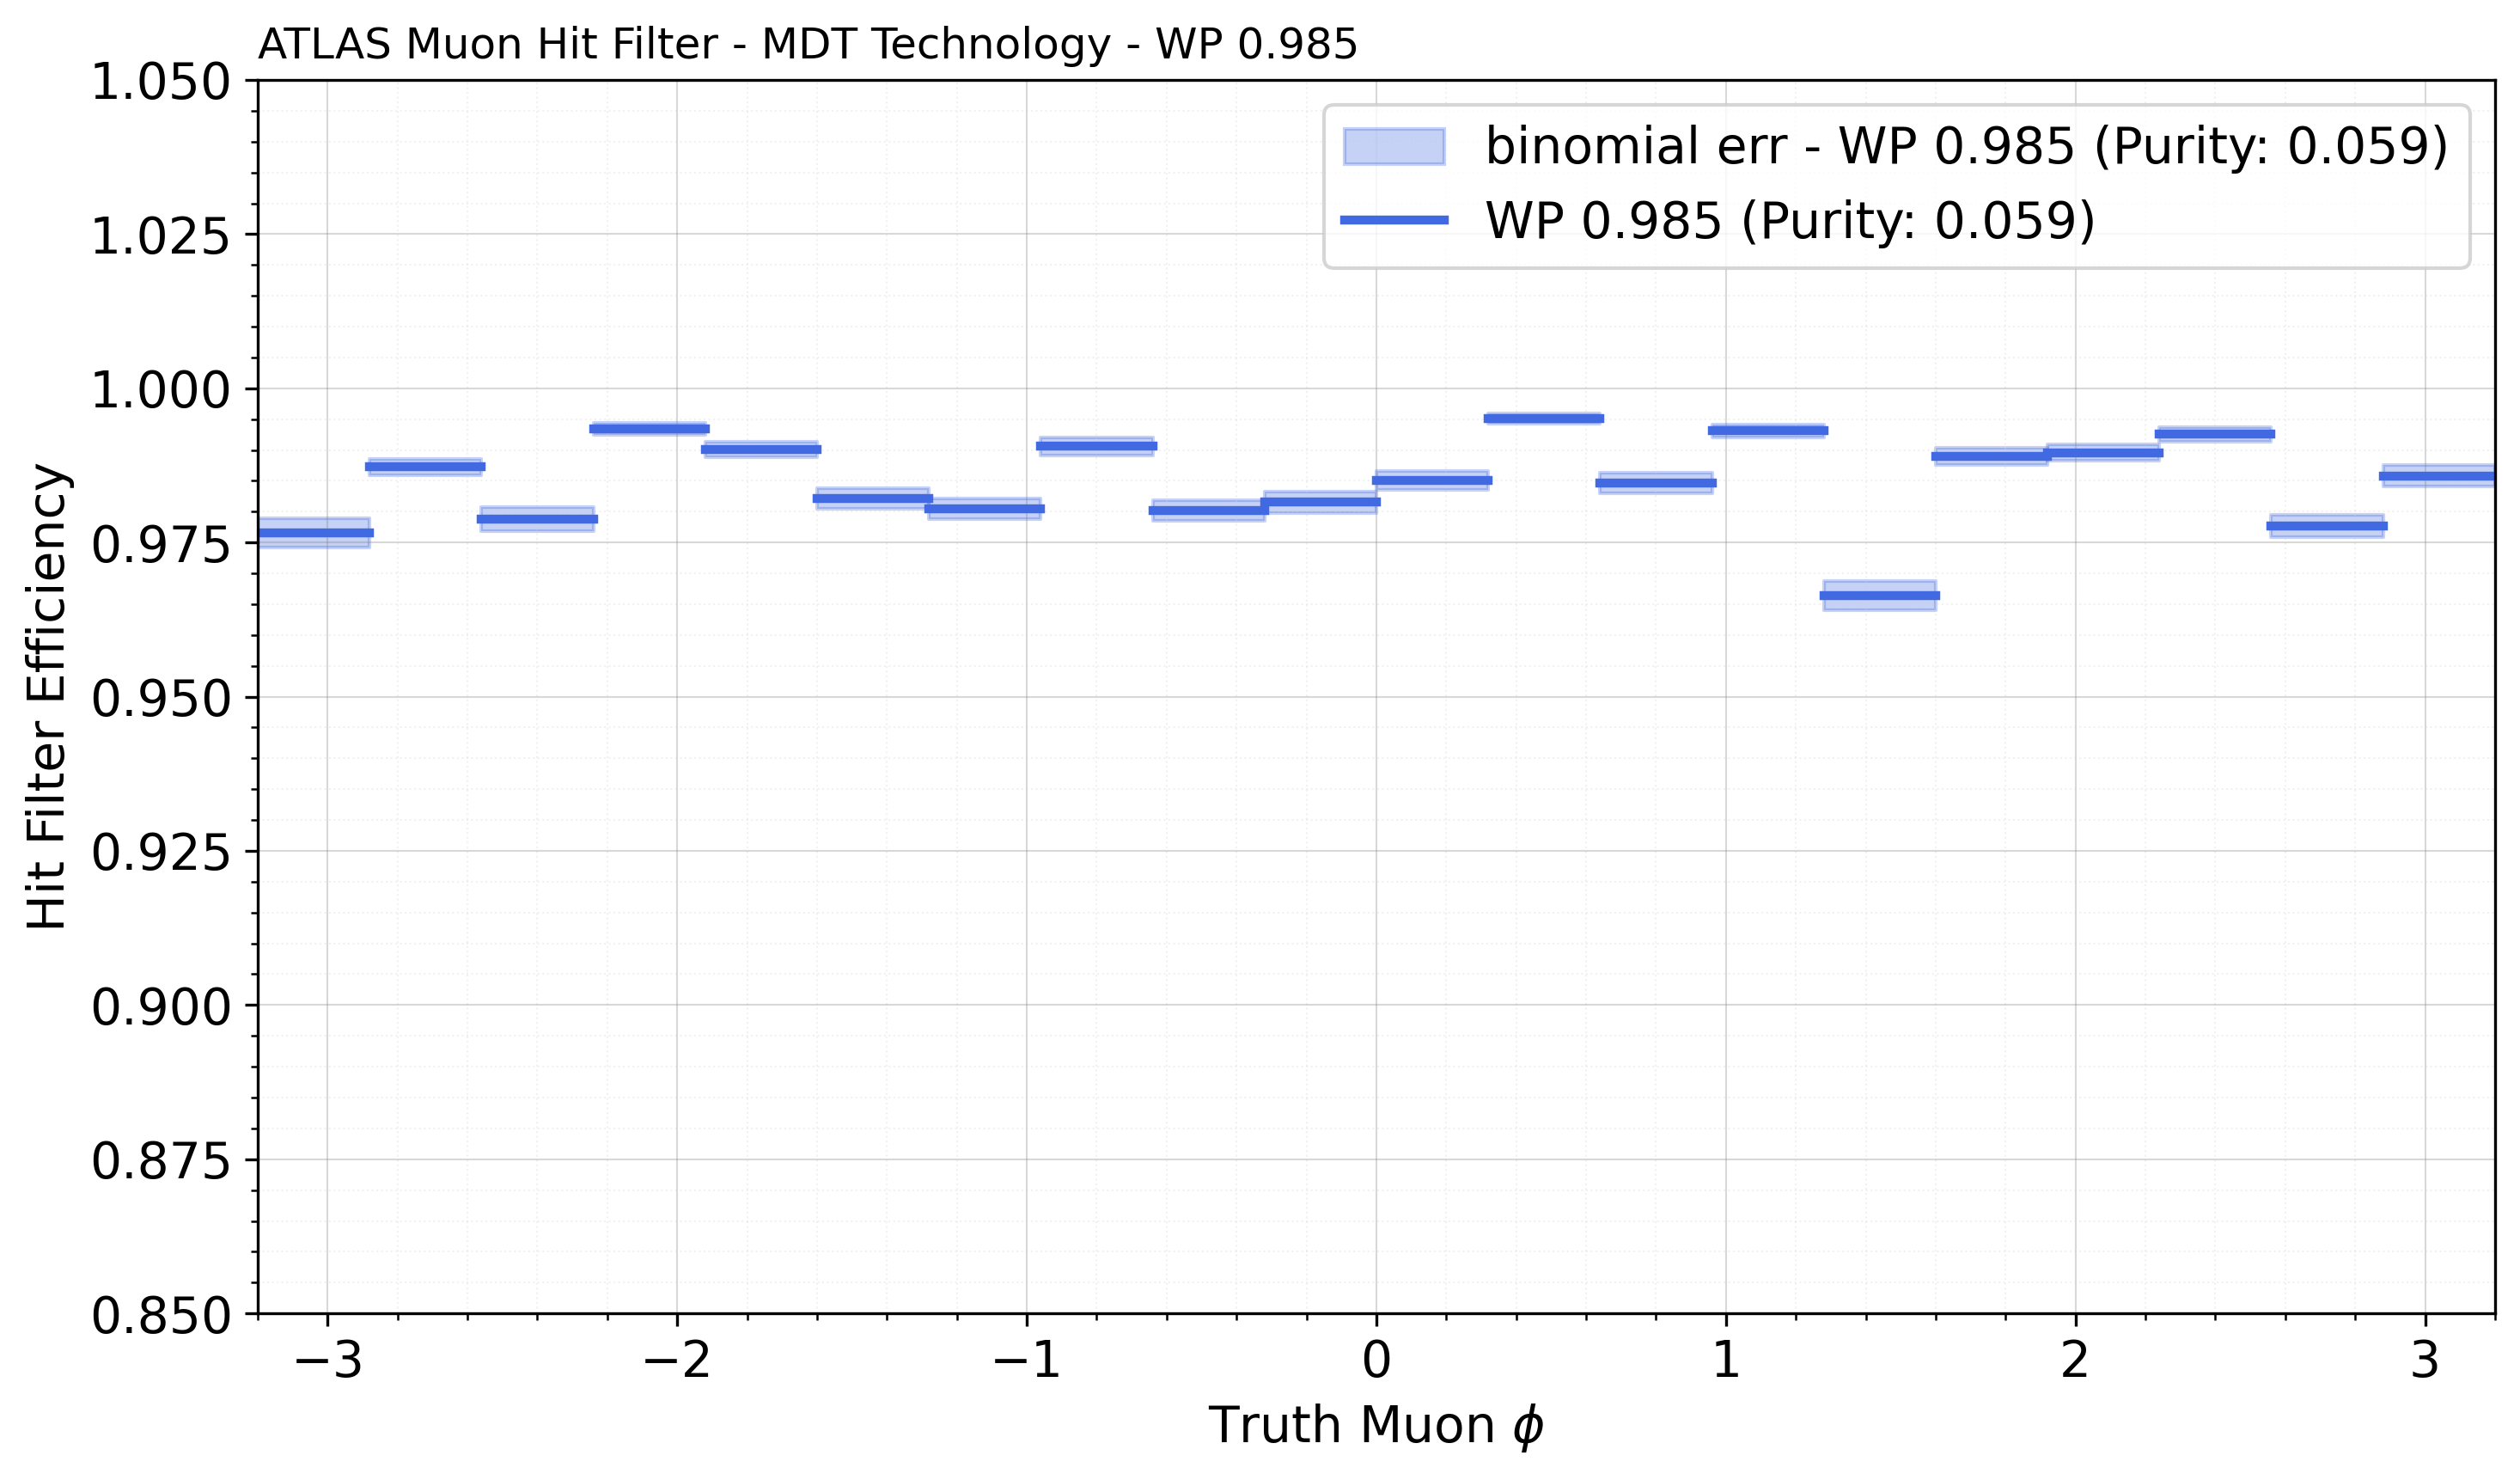 ATLAS Muon Hit Filter - MDT Technology - WP 0.985
1.050
1.025
1.000
0.975
0.950
0.925
0.900
0.875
0.850
Hit Filter Efficiency
binomial err - WP 0.985 (Purity: 0.059)
WP 0.985 (Purity: 0.059)
−3 −2 −1 0 1 2 3
Truth Muon ϕ